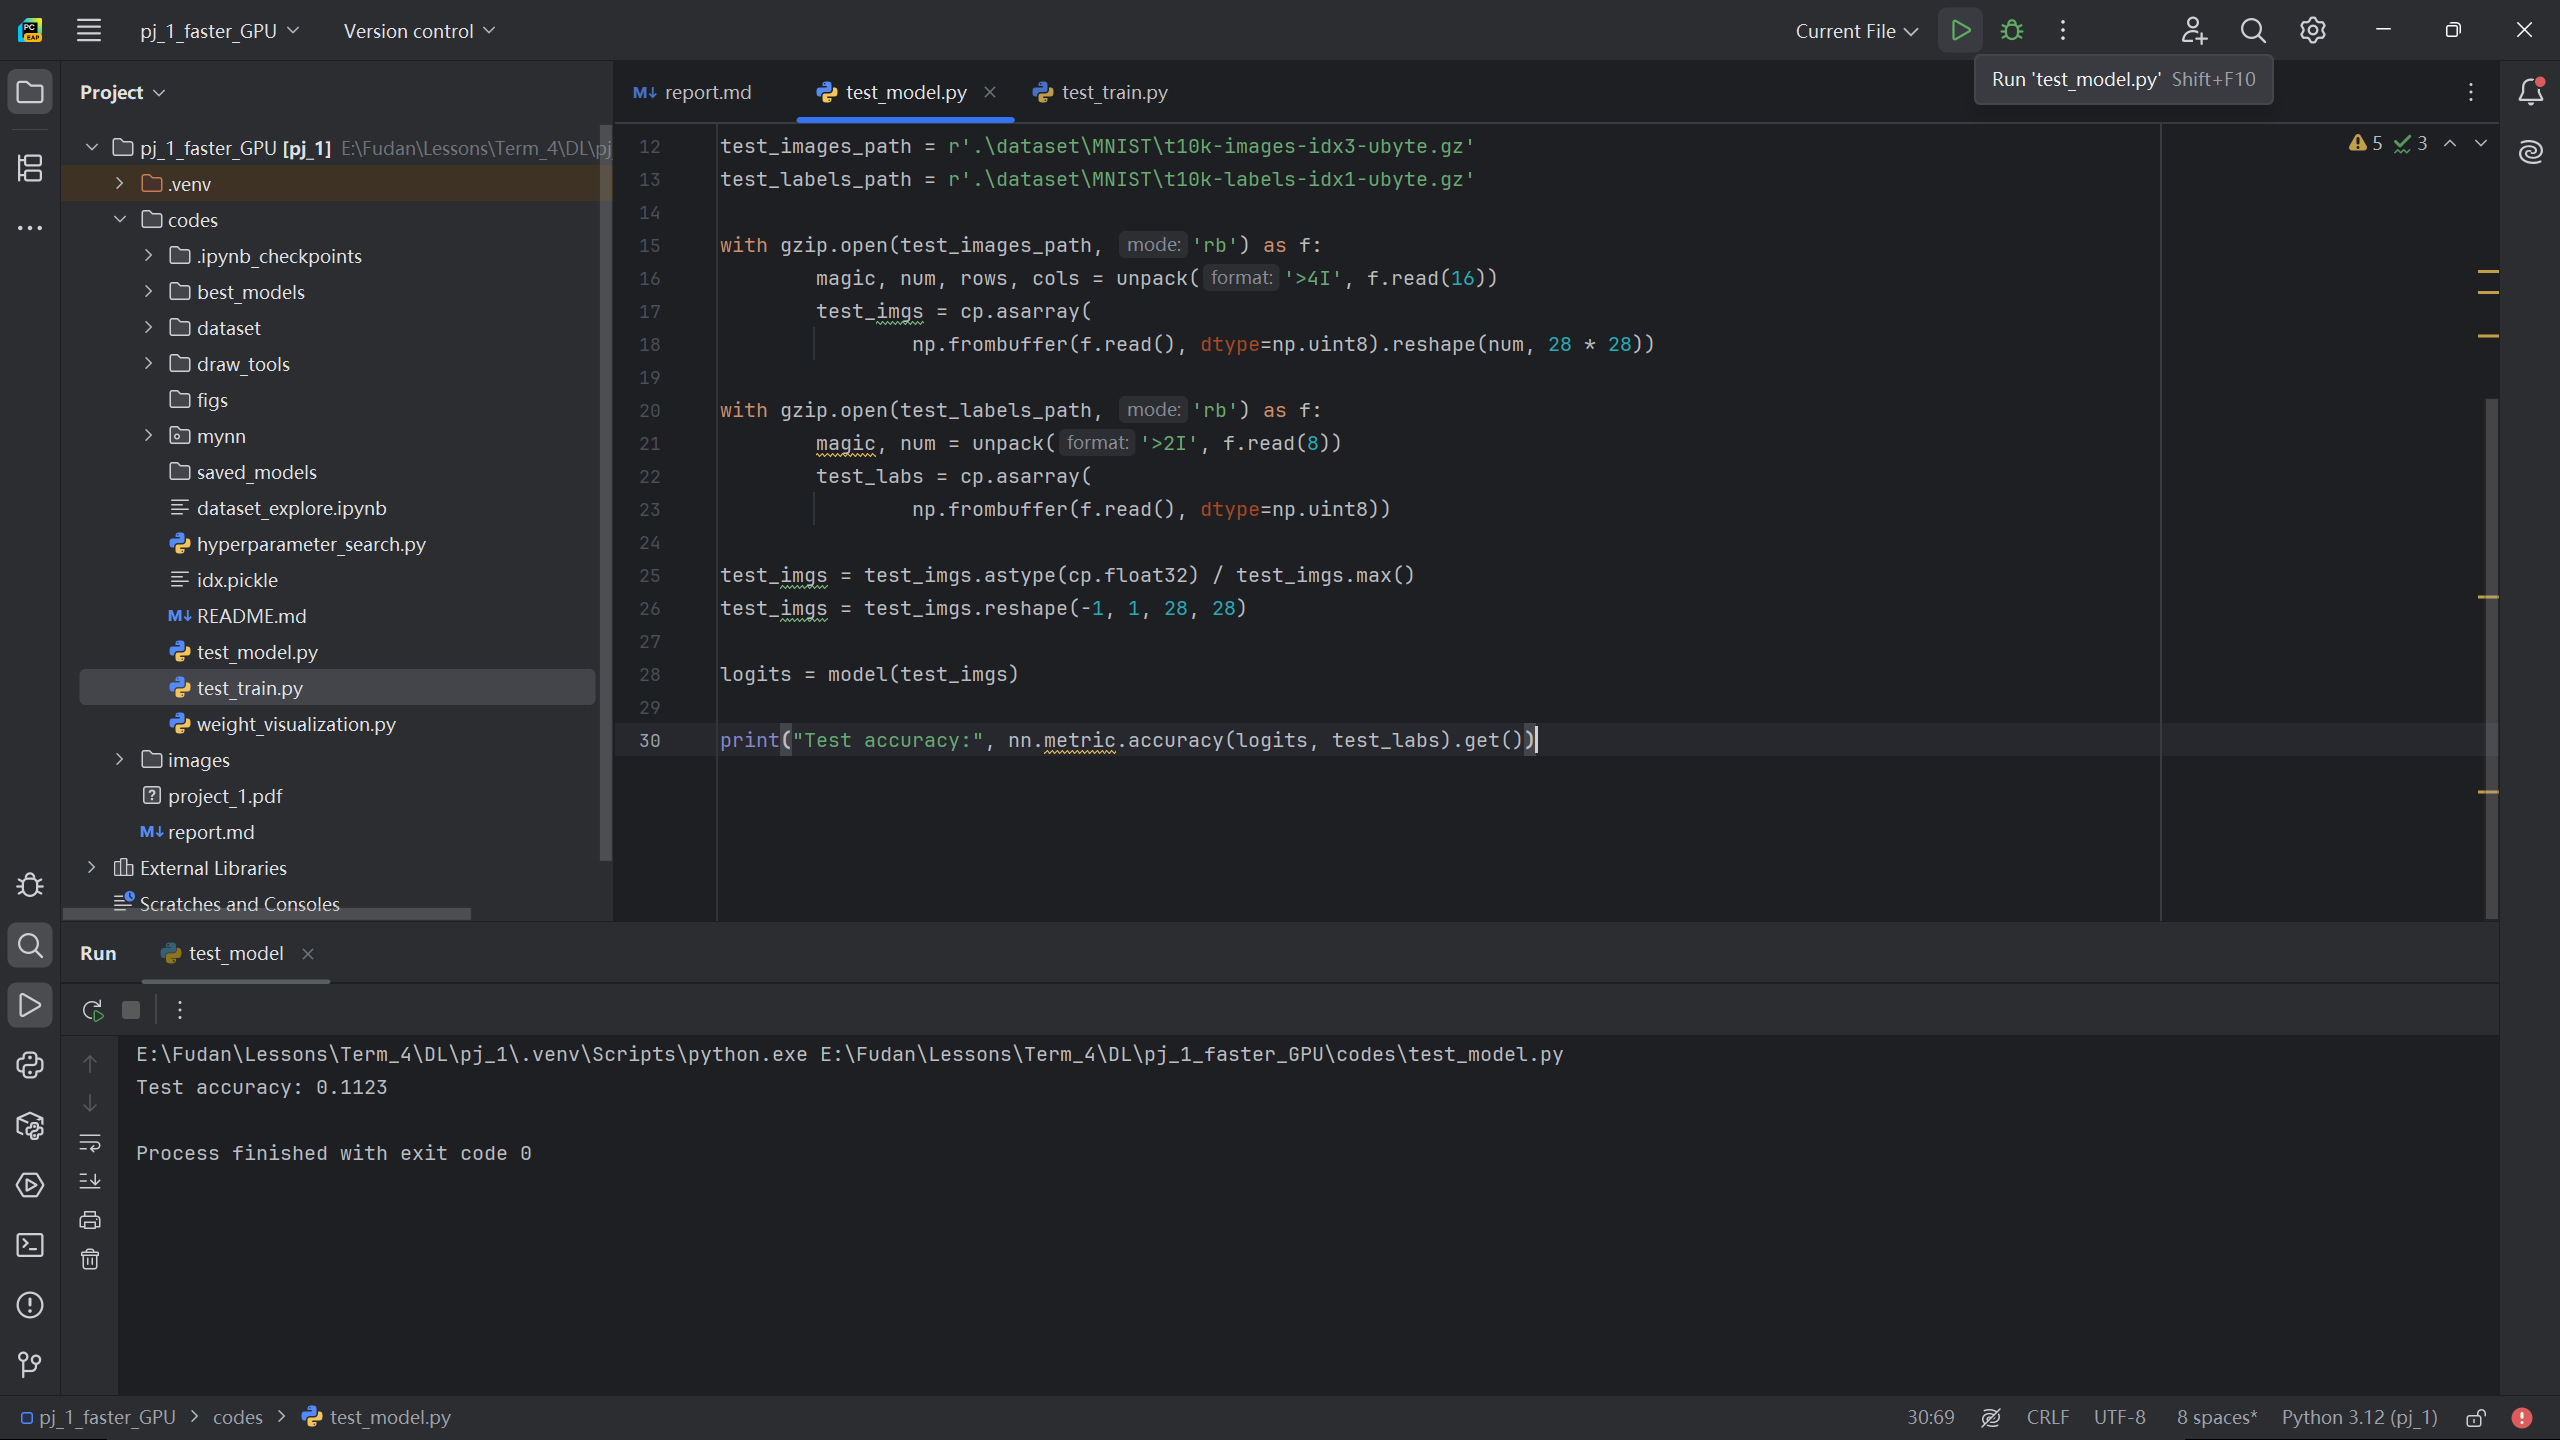 PC
EAP
pj_1_faster_GPU
Version control
Current File
Run 'test_model.py' Shift+F10
Project
report.md
test_model.py
test_train.py
pj_1_faster_GPU [pj_1] E:\Fudan\Lessons\Term_4\DL\pj
.venv
codes
.ipynb_checkpoints
best_models
dataset
draw_tools
figs
mynn
saved_models
dataset_explore.ipynb
hyperparameter_search.py
idx.pickle
README.md
test_model.py
test_train.py
weight_visualization.py
images
project_1.pdf
report.md
External Libraries
Scratches and Consoles
5 3
12 test_images_path = r'.\dataset\MNIST\t10k-images-idx3-ubyte.gz'
13 test_labels_path = r'.\dataset\MNIST\t10k-labels-idx1-ubyte.gz'
14
15 with gzip.open(test_images_path, mode: 'rb') as f:
16 magic, num, rows, cols = unpack( format: '>4I', f.read(16))
17 test_imgs = cp.asarray(
18 np.frombuffer(f.read(), dtype=np.uint8).reshape(num, 28 * 28))
19
20 with gzip.open(test_labels_path, mode: 'rb') as f:
21 magic, num = unpack( format: '>2I', f.read(8))
22 test_labs = cp.asarray(
23 np.frombuffer(f.read(), dtype=np.uint8))
24
25 test_imgs = test_imgs.astype(cp.float32) / test_imgs.max()
26 test_imgs = test_imgs.reshape(-1, 1, 28, 28)
27
28 logits = model(test_imgs)
29
30 print("Test accuracy:", nn.metric.accuracy(logits, test_labs).get())
Run
test_model
E:\Fudan\Lessons\Term_4\DL\pj_1\.venv\Scripts\python.exe E:\Fudan\Lessons\Term_4\DL\pj_1_faster_GPU\codes\test_model.py
Test accuracy: 0.1123
Process finished with exit code 0
pj_1_faster_GPU > codes > test_model.py
30:69 CRLF UTF-8 8 spaces* Python 3.12 (pj_1)